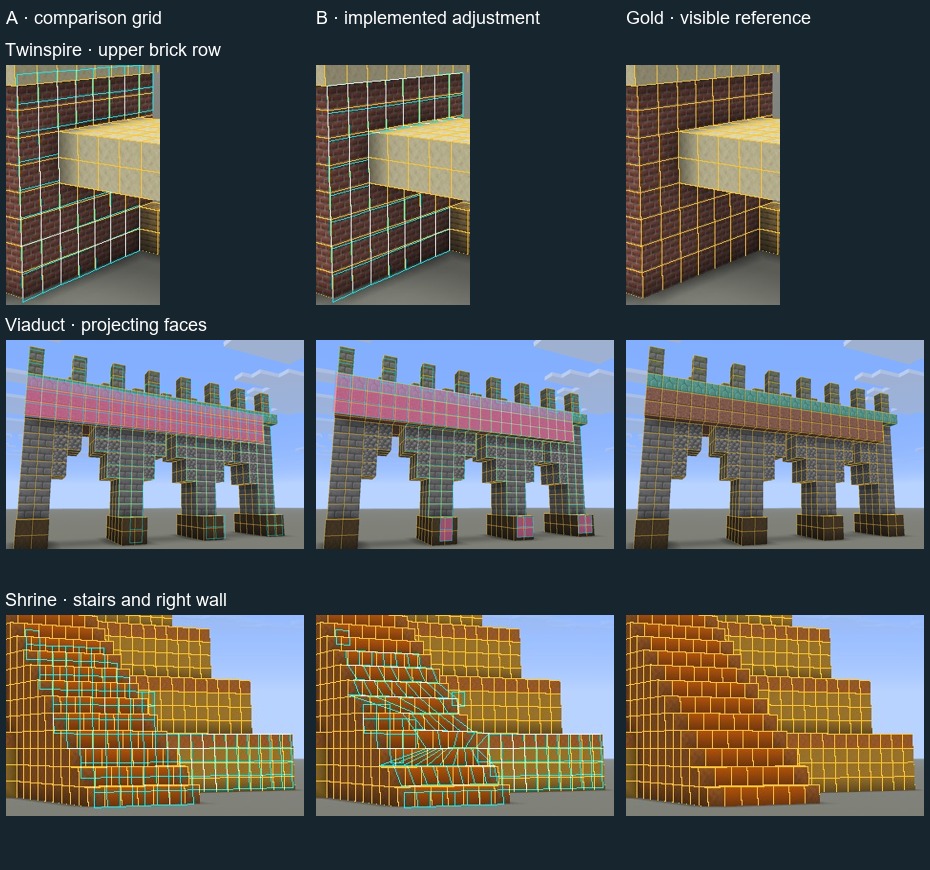 A · comparison grid
B · implemented adjustment
Gold · visible reference
Twinspire · upper brick row
Viaduct · projecting faces
Shrine · stairs and right wall